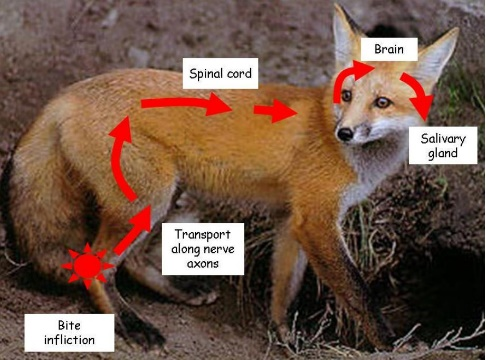 Brain
Spinal cord
Salivary
gland
Transport
along nerve
axons
Bite
infliction